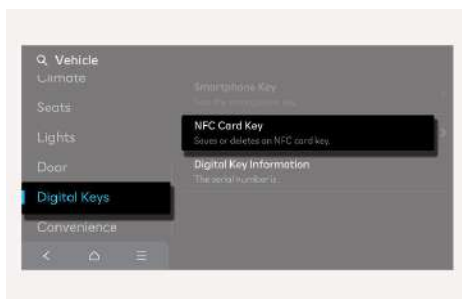 Vehicle
Climate
Seats
Lights
Door
Digital Keys
Convenience
Smartphone Key
NFC Card Key
Saves or deletes an NFC card key.
Digital Key Information
The serial number is